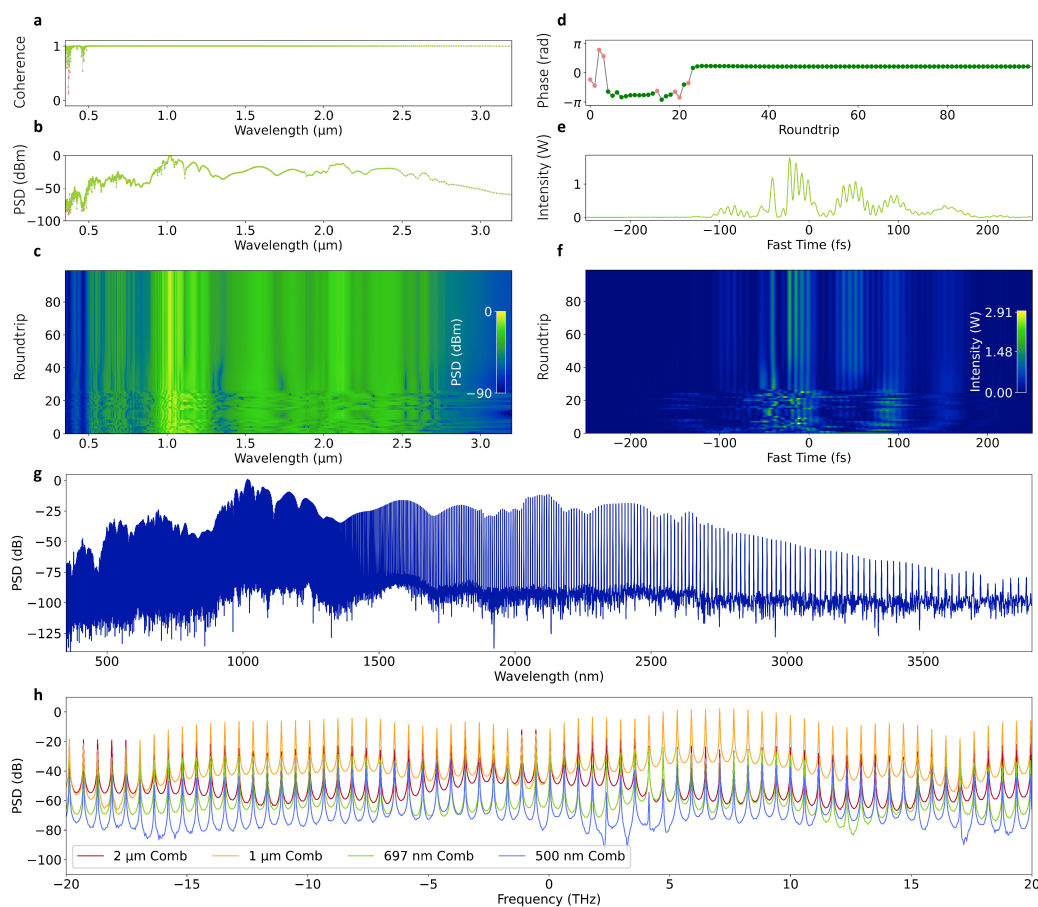 a
Coherence
1
0
0.5 1.0 1.5 2.0 2.5 3.0
Wavelength (μm)
d
Phase (rad)
π
0
−π
0 20 40 60 80
Roundtrip
b
PSD (dBm)
0
−50
−100
0.5 1.0 1.5 2.0 2.5 3.0
Wavelength (μm)
e
Intensity (W)
1
0
−200 −100 0 100 200
Fast Time (fs)
c
Roundtrip
80
60
40
20
0
0.5 1.0 1.5 2.0 2.5 3.0
Wavelength (μm)
PSD (dBm)
0
−90
f
Roundtrip
80
60
40
20
0
−200 −100 0 100 200
Fast Time (fs)
Intensity (W)
2.91
1.48
0.00
g
PSD (dB)
0
−25
−50
−75
−100
−125
500 1000 1500 2000 2500 3000 3500
Wavelength (nm)
h
PSD (dB)
0
−20
−40
−60
−80
−100
2 μm Comb 1 μm Comb 697 nm Comb 500 nm Comb
−20 −15 −10 −5 0 5 10 15 20
Frequency (THz)